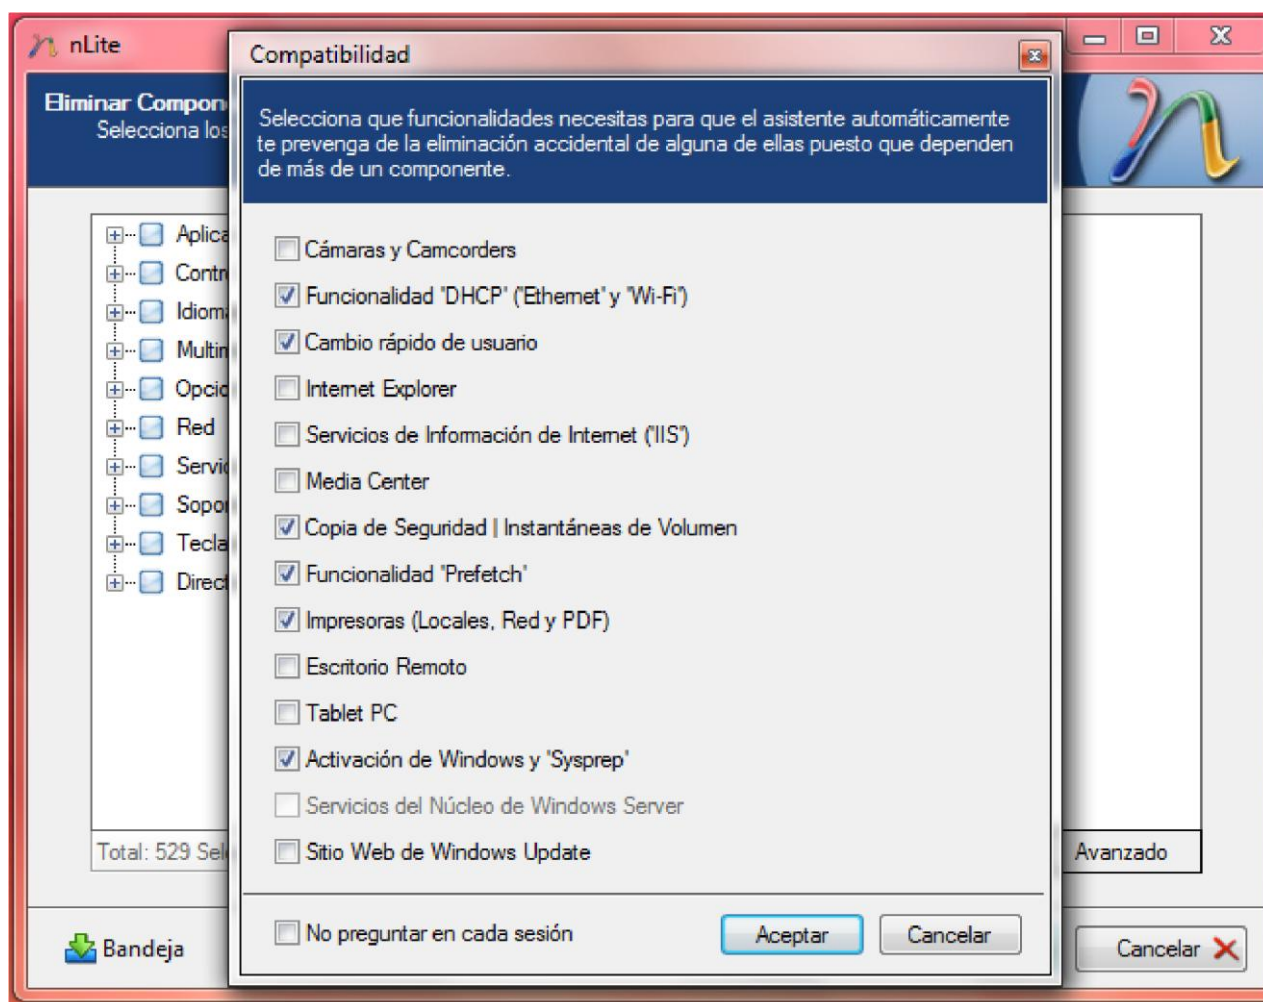 nLite
Compatibilidad
Eliminar Compon
Selecciona los
Selecciona que funcionalidades necesitas para que el asistente automáticamente
te prevenga de la eliminación accidental de alguna de ellas puesto que dependen
de más de un componente.
Aplica
Contr
Idioma
Multim
Opcio
Red
Servic
Sopor
Tecla
Direct
Total: 529 Sele
Cámaras y Camcorders
Funcionalidad 'DHCP' ('Ethernet' y 'Wi-Fi')
Cambio rápido de usuario
Internet Explorer
Servicios de Información de Internet ('IIS')
Media Center
Copia de Seguridad | Instantáneas de Volumen
Funcionalidad 'Prefetch'
Impresoras (Locales, Red y PDF)
Escritorio Remoto
Tablet PC
Activación de Windows y 'Sysprep'
Servicios del Núcleo de Windows Server
Sitio Web de Windows Update
Avanzado
No preguntar en cada sesión
Aceptar
Cancelar
Bandeja
Cancelar